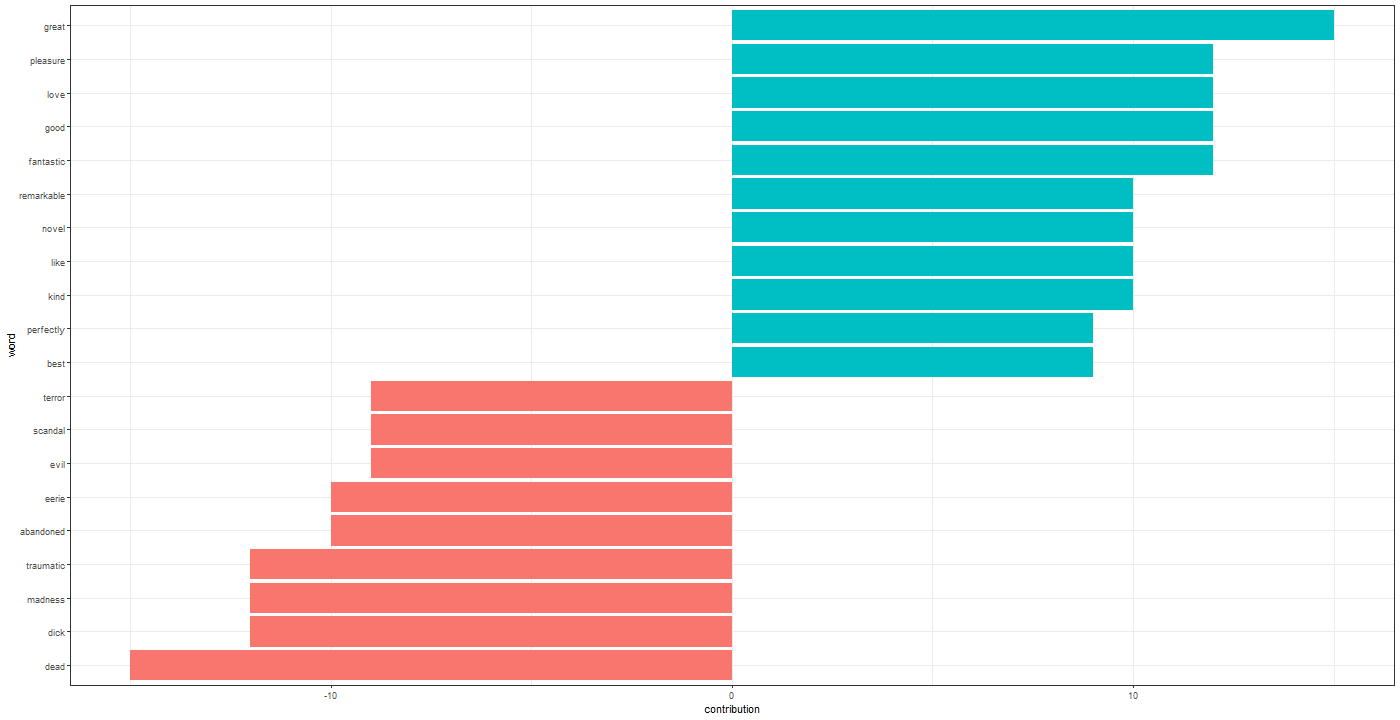 great
pleasure
love
good
fantastic
remarkable
novel
like
kind
perfectly
best
terror
scandal
evil
eerie
abandoned
traumatic
madness
dick
dead
word
-10 0 10
contribution